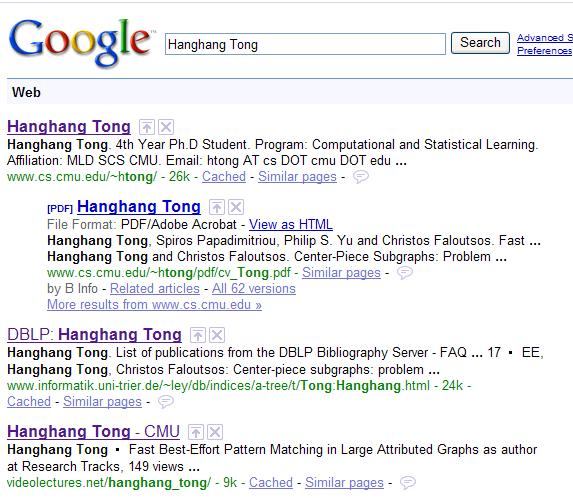 Google™
Hanghang Tong
Search
Advanced S
Preferences
Web
Hanghang Tong
Hanghang Tong. 4th Year Ph.D Student. Program: Computational and Statistical Learning.
Affiliation: MLD SCS CMU. Email: htong AT cs DOT cmu DOT edu ...
www.cs.cmu.edu/~htong/ - 26k - Cached - Similar pages -
[PDF] Hanghang Tong
File Format: PDF/Adobe Acrobat - View as HTML
Hanghang Tong, Spiros Papadimitriou, Philip S. Yu and Christos Faloutsos. Fast ...
Hanghang Tong and Christos Faloutsos. Center-Piece Subgraphs: Problem ...
www.cs.cmu.edu/~htong/pdf/cv_Tong.pdf - Similar pages -
by B Info - Related articles - All 62 versions
More results from www.cs.cmu.edu »
DBLP: Hanghang Tong
Hanghang Tong. List of publications from the DBLP Bibliography Server - FAQ ... 17 ▪ EE,
Hanghang Tong, Christos Faloutsos: Center-piece subgraphs: problem ...
www.informatik.uni-trier.de/~ley/db/indices/a-tree/t/Tong:Hanghang.html - 24k -
Cached - Similar pages -
Hanghang Tong - CMU
Hanghang Tong ▪ Fast Best-Effort Pattern Matching in Large Attributed Graphs as author
at Research Tracks, 149 views ...
videolectures.net/hanghang_tong/ - 9k - Cached - Similar pages -